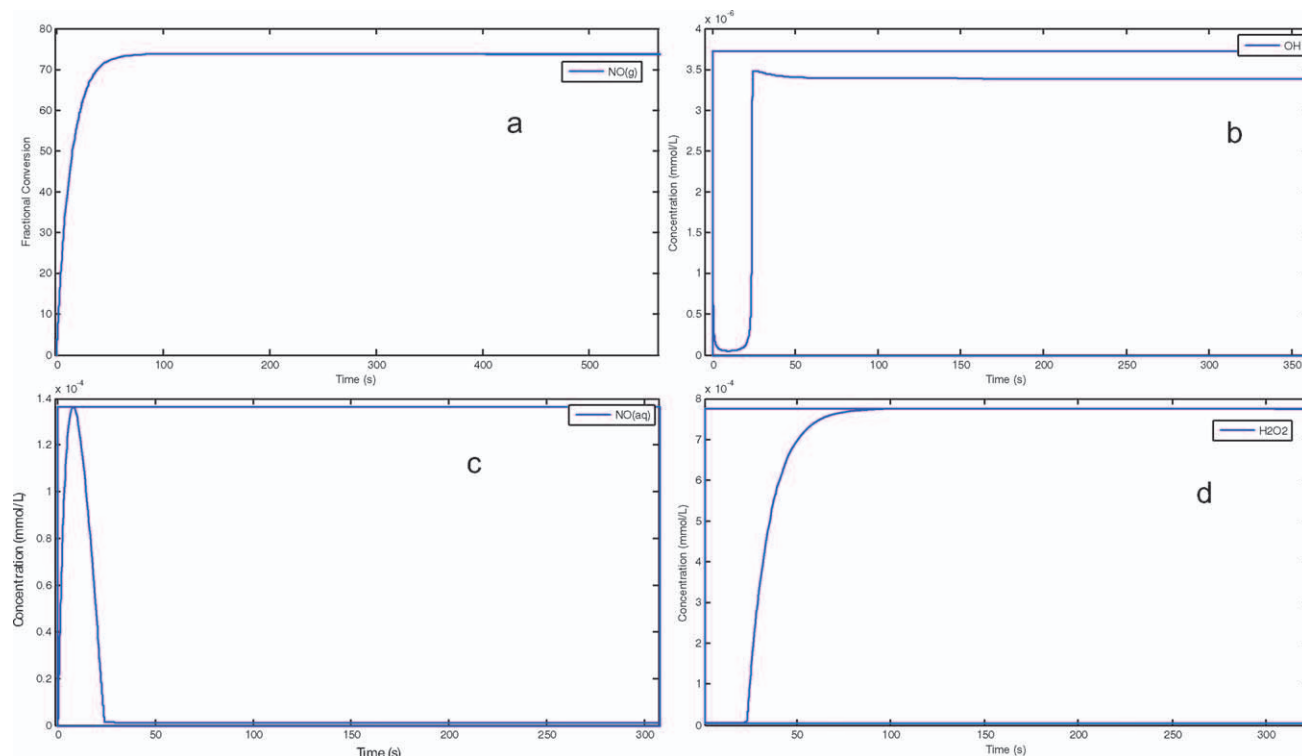 80
70
60
50
40
30
20
10
0
Fractional Conversion
NO(g)
a
0 100 200 300 400 500
Time (s)
x 10⁻⁶
4
3.5
3
2.5
2
1.5
1
0.5
0
Concentration (mmol/L)
OH
b
0 50 100 150 200 250 300 350
Time (s)
x 10⁻⁴
1.4
1.2
1
0.8
0.6
0.4
0.2
0
Concentration (mmol/L)
NO(aq)
c
0 50 100 150 200 250 300
Time (s)
x 10⁻⁴
8
7
6
5
4
3
2
1
0
Concentration (mmol/L)
H2O2
d
50 100 150 200 250 300
Time (s)